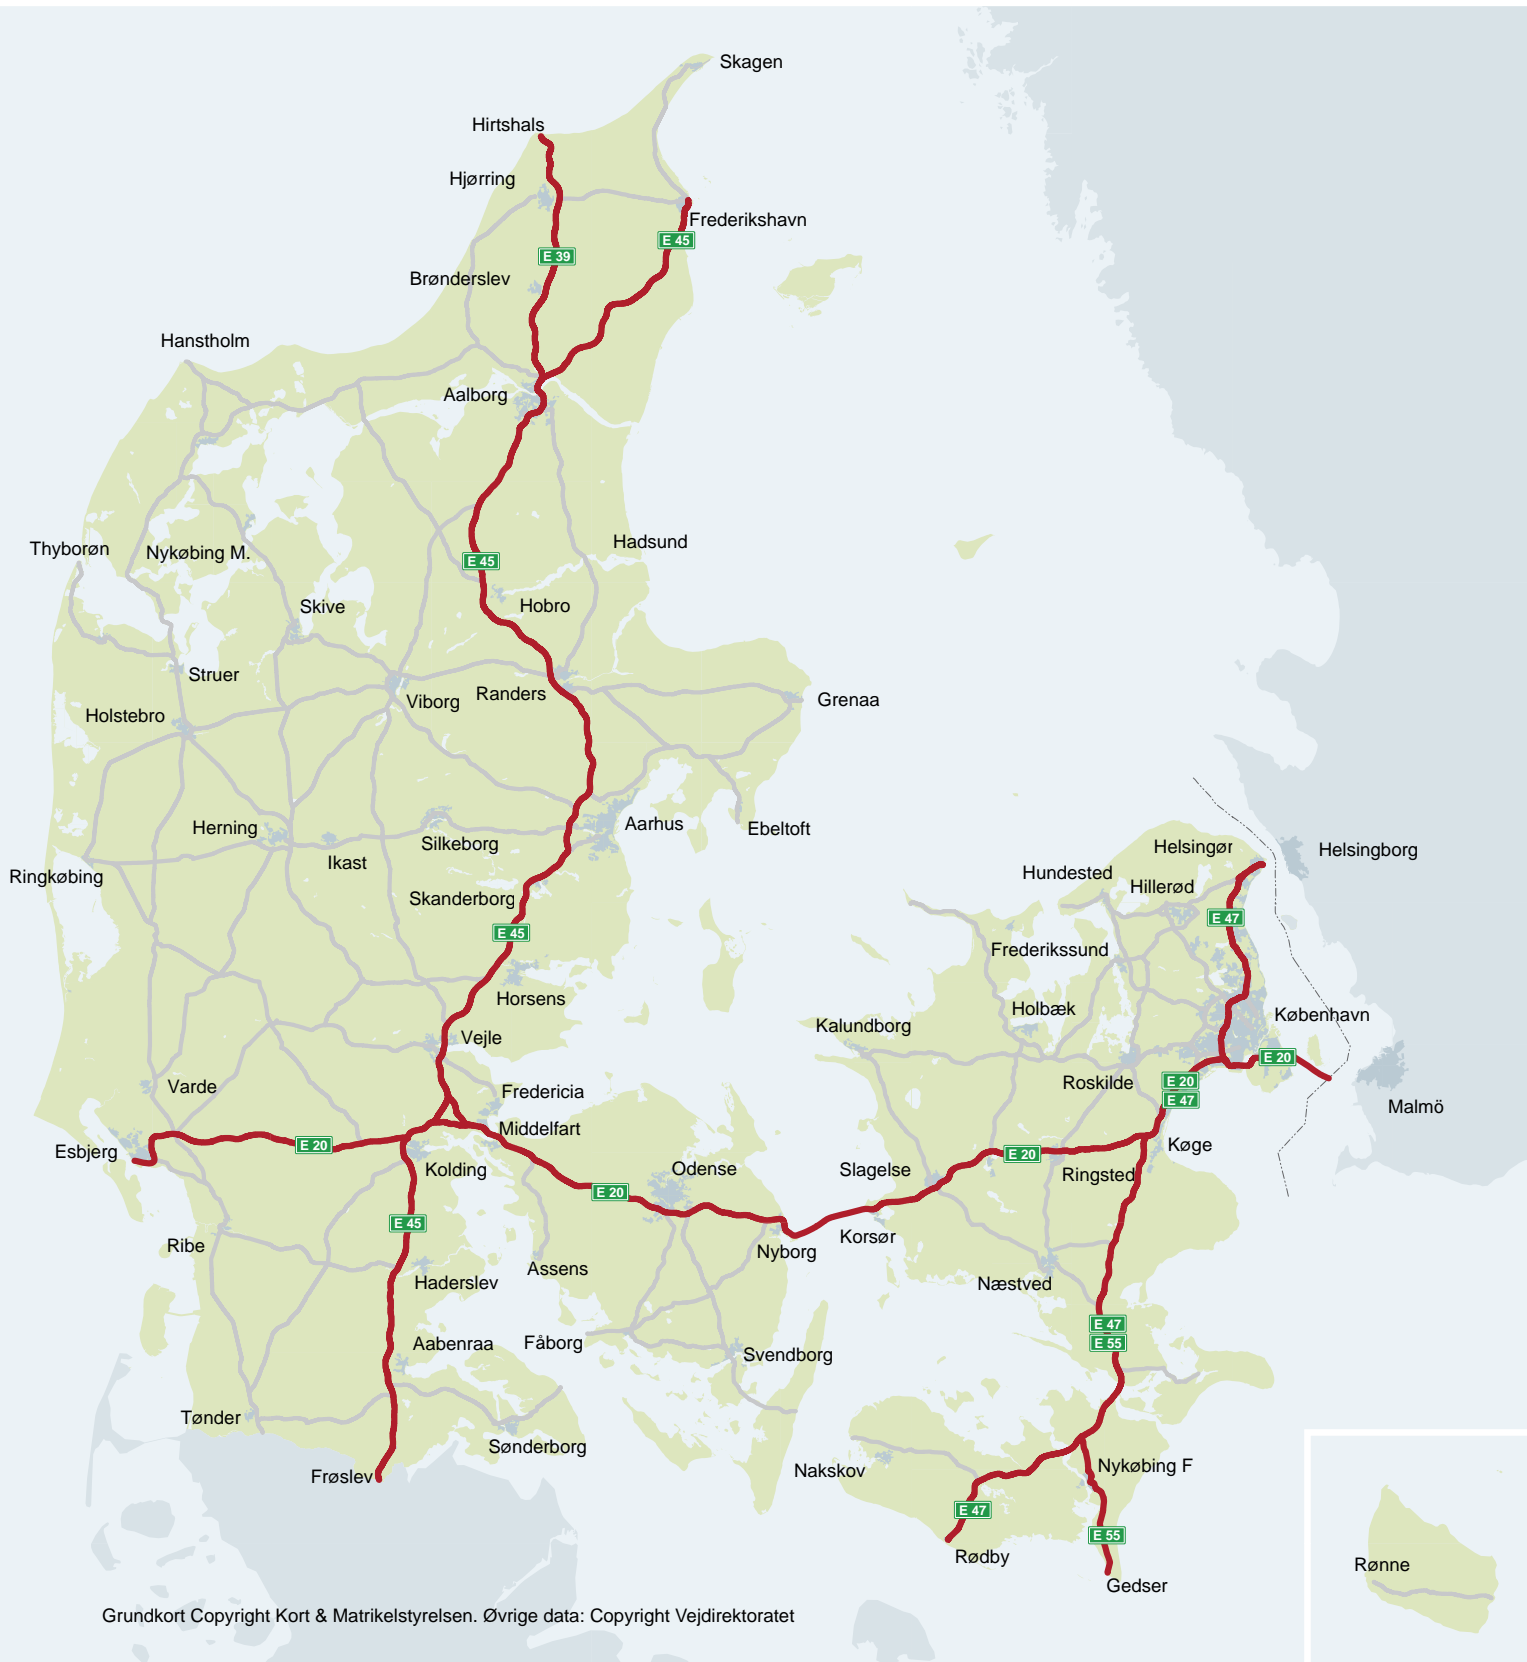 Skagen
Hirtshals
Hjørring
Frederikshavn
E 45
E 39
Brønderslev
Hanstholm
Aalborg
Thyborøn
Nykøbing M.
Hadsund
E 45
Skive
Hobro
Struer
Viborg
Randers
Grenaa
Holstebro
Herning
Ikast
Silkeborg
Aarhus
Ebeltoft
Ringkøbing
Skanderborg
E 45
Helsingør
Helsingborg
Hundested
Hillerød
E 47
Frederikssund
Horsens
Holbæk
København
Kalundborg
Vejle
E 20
Varde
Fredericia
Roskilde
E 20
E 47
Malmö
Middelfart
Esbjerg
E 20
Kolding
Odense
Slagelse
E 20
Ringsted
Køge
E 20
E 45
Ribe
Nyborg
Korsør
Haderslev
Assens
Næstved
Aabenraa
Fåborg
Svendborg
E 47
E 55
Tønder
Sønderborg
Frøslev
Nakskov
Nykøbing F
E 47
E 55
Rødby
Gedser
Rønne
Grundkort Copyright Kort & Matrikelstyrelsen. Øvrige data: Copyright Vejdirektoratet